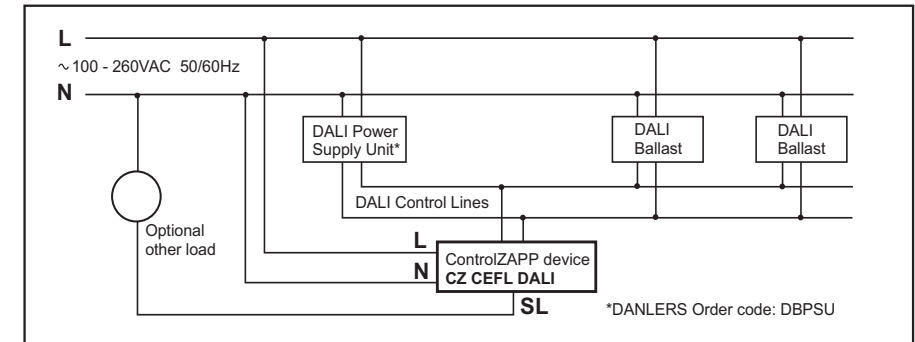 L
~ 100 - 260VAC 50/60Hz
N
DALI Power
Supply Unit*
DALI
Ballast
DALI
Ballast
DALI Control Lines
Optional
other load
L
N
ControlZAPP device
CZ CEFL DALI
SL
*DANLERS Order code: DBPSU